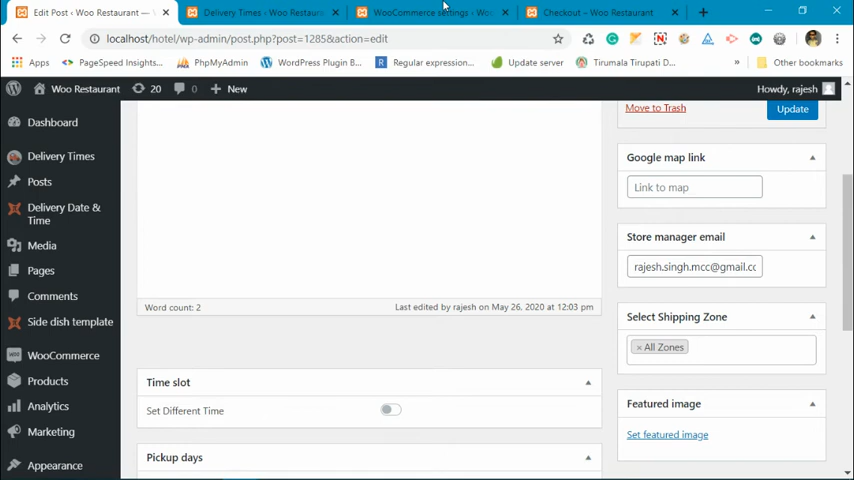 Edit Post ‹ Woo Restaurant — 
Delivery Times ‹ Woo Restaura
WooCommerce settings ‹ Woo
Checkout – Woo Restaurant
localhost/hotel/wp-admin/post.php?post=1285&action=edit
Apps
PageSpeed Insights...
PhpMyAdmin
WordPress Plugin B...
Regular expression...
Update server
Tirumala Tirupati D...
» Other bookmarks
Woo Restaurant
20
0
+ New
Howdy, rajesh
Dashboard
Delivery Times
Posts
Delivery Date &
Time
Media
Pages
Comments
Side dish template
WooCommerce
Products
Analytics
Marketing
Appearance
Word count: 2
Last edited by rajesh on May 26, 2020 at 12:03 pm
Time slot
Set Different Time
Pickup days
Move to Trash
Update
Google map link
Link to map
Store manager email
rajesh.singh.mcc@gmail.cc
Select Shipping Zone
× All Zones
Featured image
Set featured image